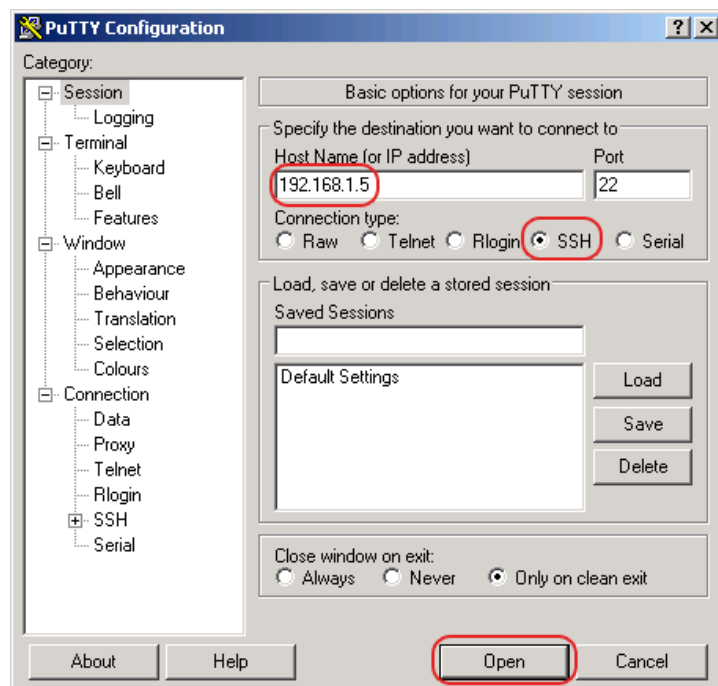 PuTTY Configuration
Category:
Session
Logging
Terminal
Keyboard
Bell
Features
Window
Appearance
Behaviour
Translation
Selection
Colours
Connection
Data
Proxy
Telnet
Rlogin
SSH
Serial
Basic options for your PuTTY session
Specify the destination you want to connect to
Host Name (or IP address) Port
192.168.1.5 22
Connection type:
Raw Telnet Rlogin SSH Serial
Load, save or delete a stored session
Saved Sessions
Default Settings
Load
Save
Delete
Close window on exit:
Always Never Only on clean exit
About Help Open Cancel